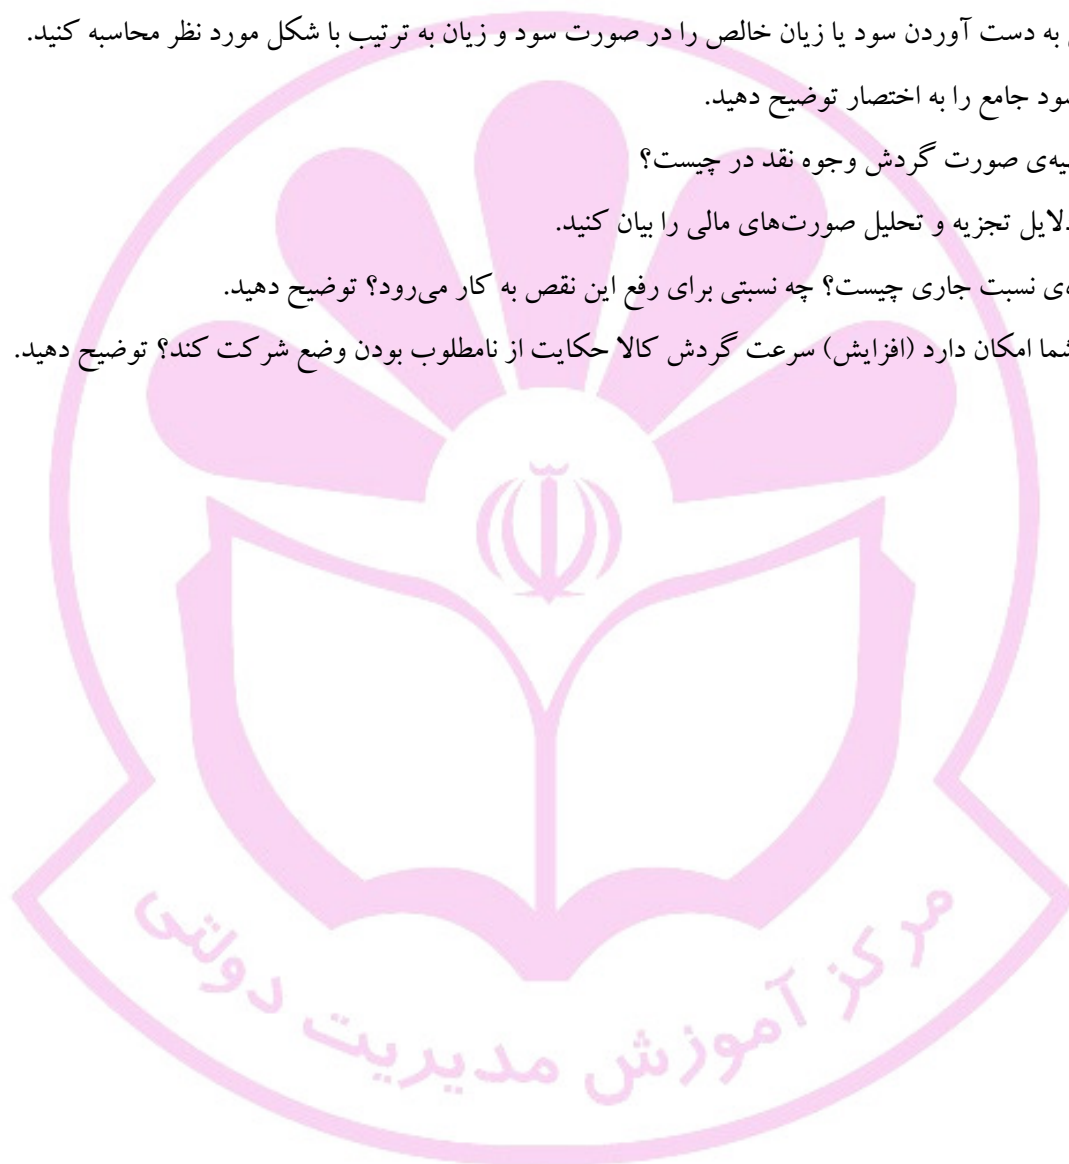 به دست آوردن سود یا زیان خالص را در صورت سود و زیان به ترتیب با شکل مورد نظر محاسبه کنید.
سود جامع را به اختصار توضیح دهید.
صورت گردش وجوه نقد در چیست؟
دلایل تجزیه و تحلیل صورت‌های مالی را بیان کنید.
نسبت جاری چیست؟ چه نسبتی برای رفع این نقص به کار می‌رود؟ توضیح دهید.
شما امکان دارد (افزایش) سرعت گردش کالا حکایت از نامطلوب بودن وضع شرکت کند؟ توضیح دهید.
مرکز آموزش مدیریت دولتی